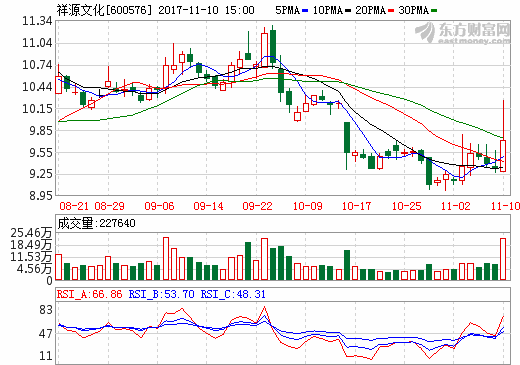 祥源文化[600576] 2017-11-10 15:00 5PMA 10PMA 20PMA 30PMA
东方财富网
eastmoney.com
11.34
11.04
10.74
10.44
10.15
9.85
9.55
9.25
8.95
08-21 08-29 09-06 09-14 09-22 10-09 10-17 10-25 11-02 11-10
成交量:227640
25.46万
18.49万
11.53万
4.56万
0
RSI_A:66.86 RSI_B:53.70 RSI_C:48.31
83
47
11